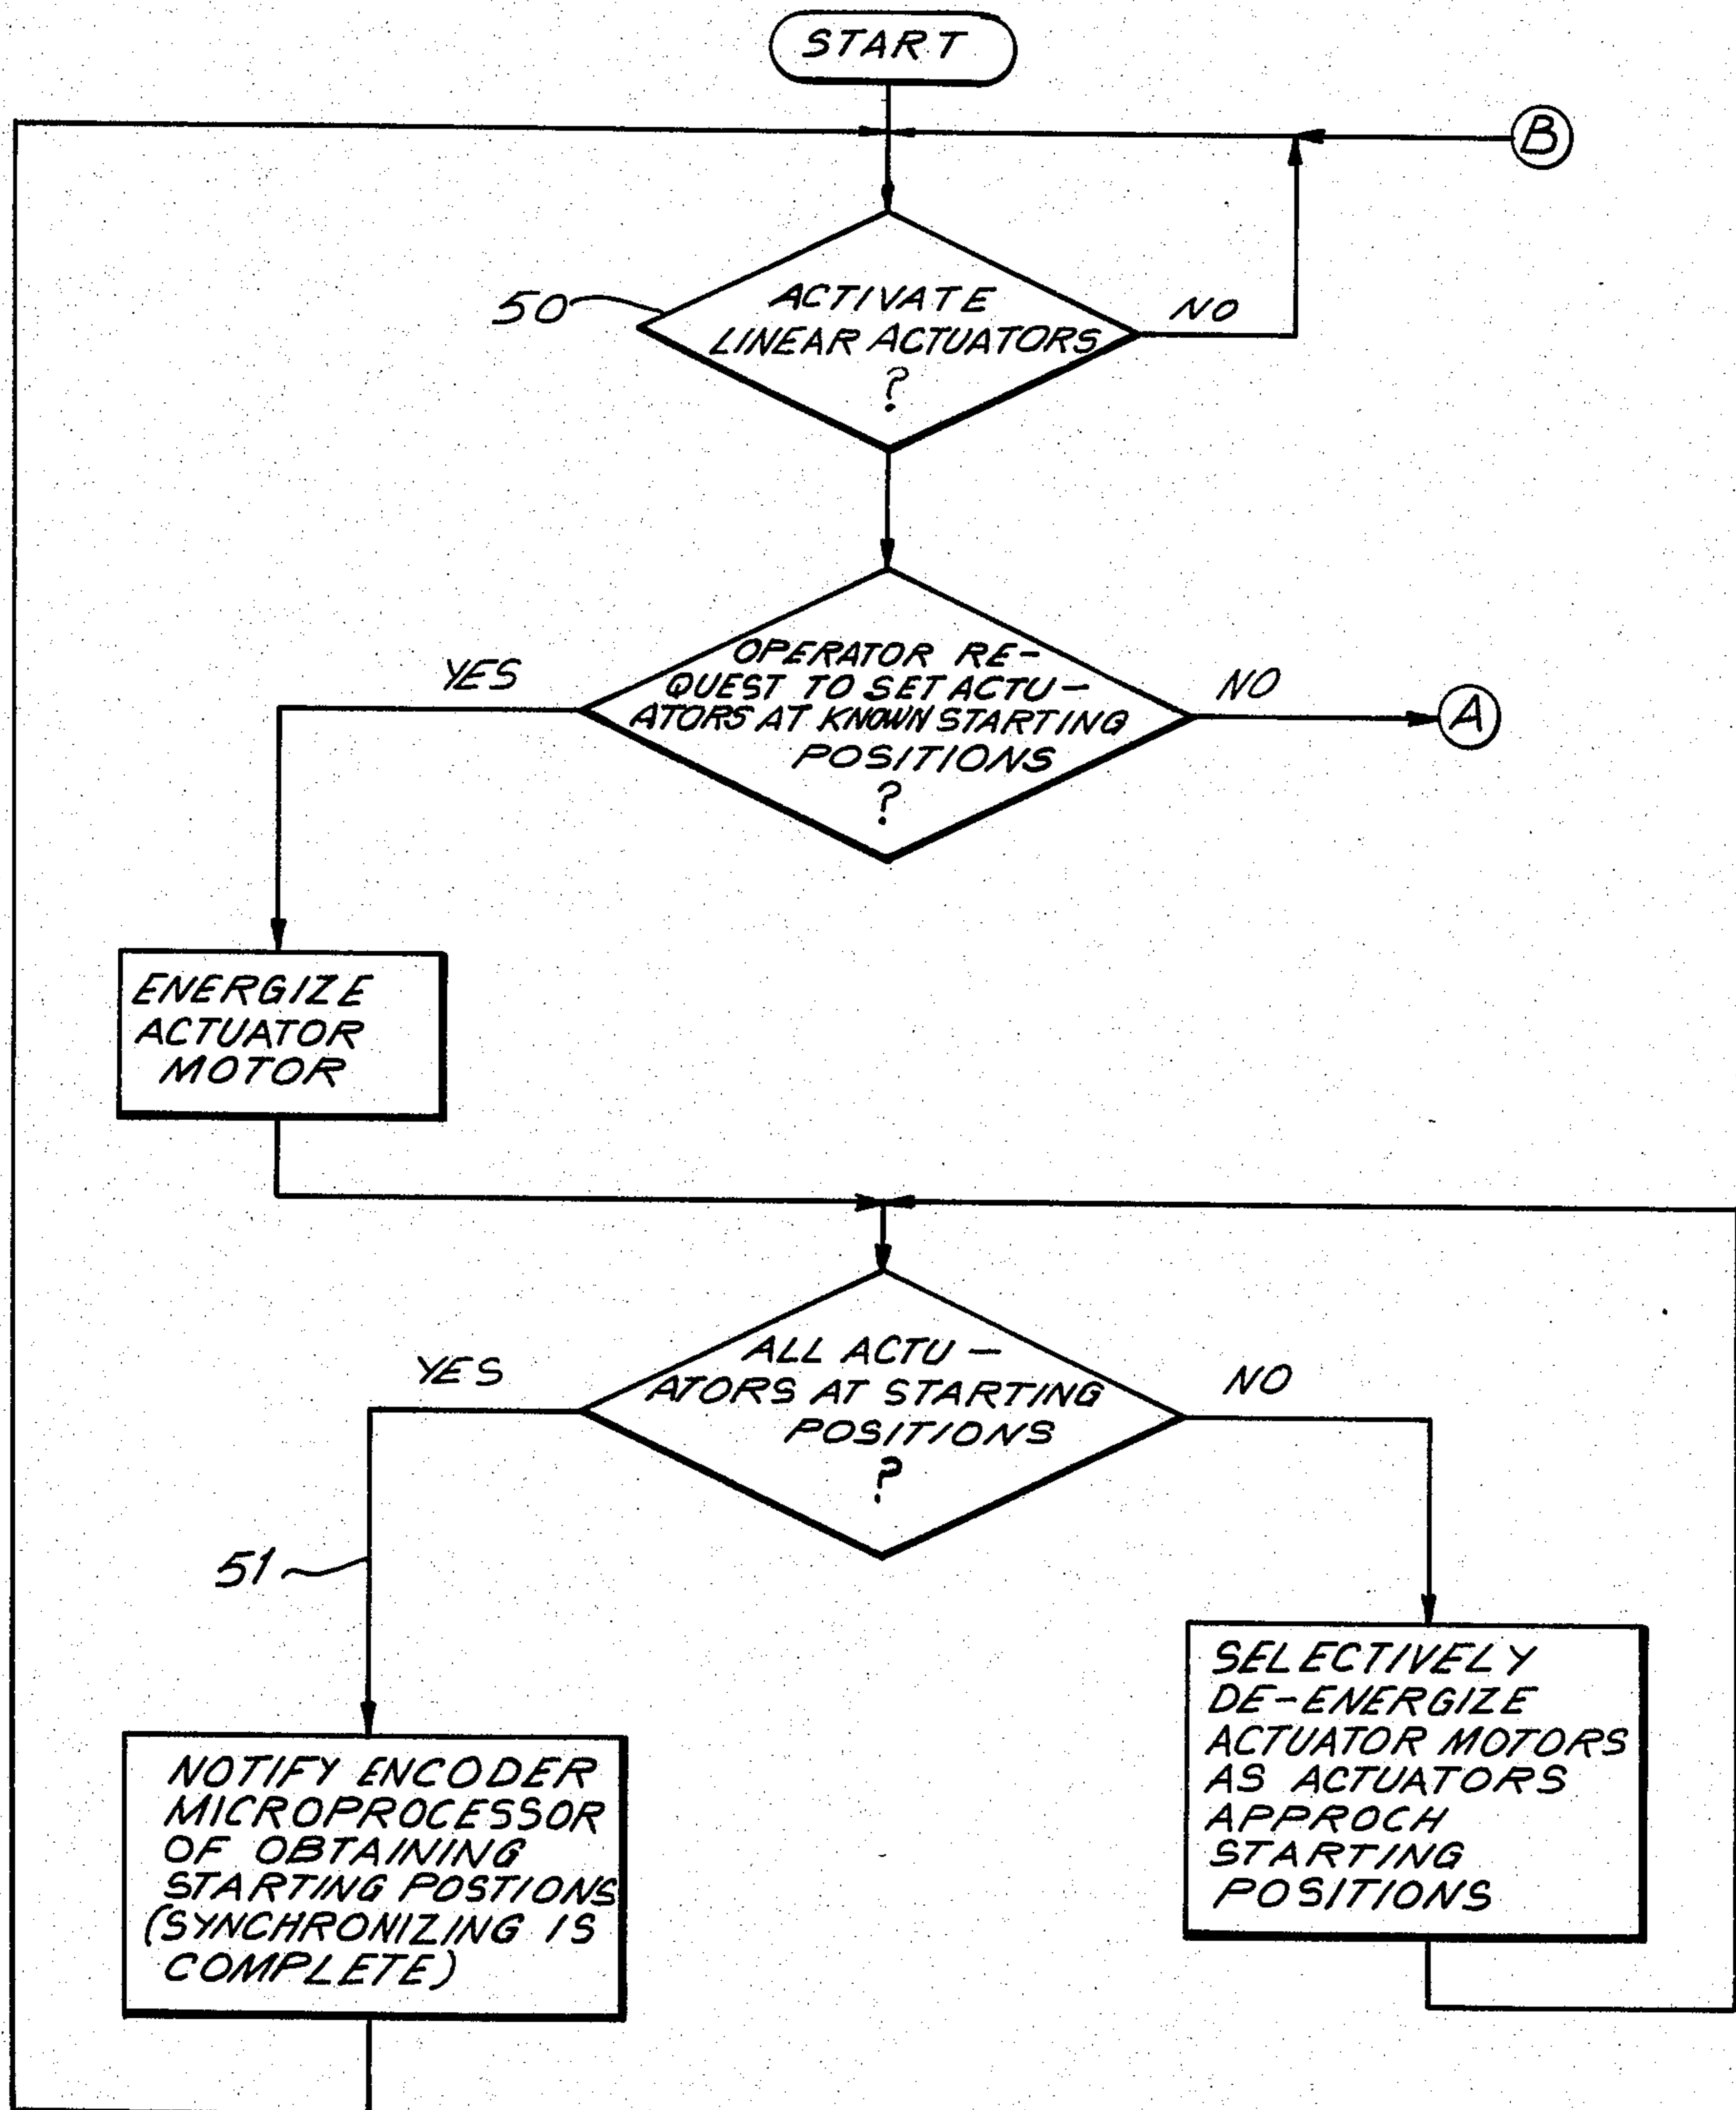 START
B
50
ACTIVATE
LINEAR ACTUATORS
?
NO
YES
OPERATOR RE-
QUEST TO SET ACTU-
ATORS AT KNOWN STARTING
POSITIONS
?
NO
A
ENERGIZE
ACTUATOR
MOTOR
YES
ALL ACTU-
ATORS AT STARTING
POSITIONS
?
NO
51
NOTIFY ENCODER
MICROPROCESSOR
OF OBTAINING
STARTING POSTIONS
(SYNCHRONIZING IS
COMPLETE)
SELECTIVELY
DE-ENERGIZE
ACTUATOR MOTORS
AS ACTUATORS
APPROCH
STARTING
POSITIONS